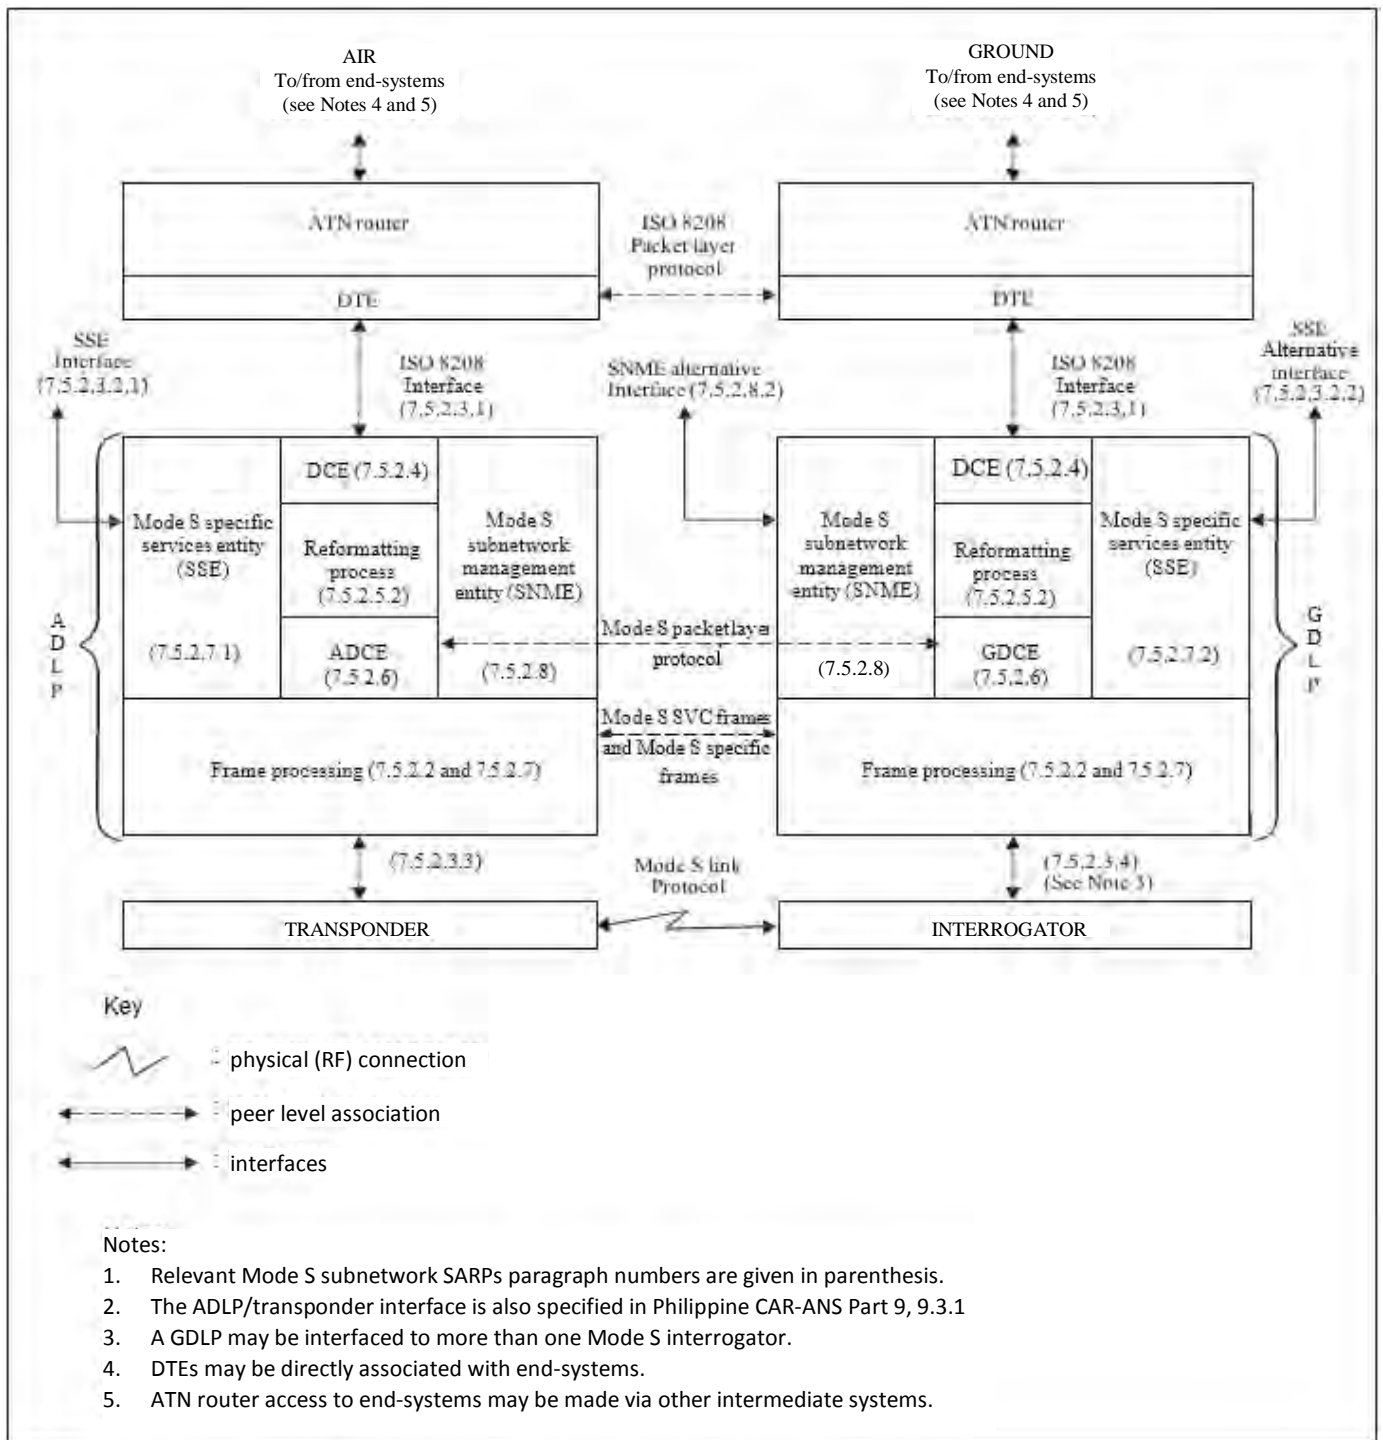 AIR
To/from end-systems
(see Notes 4 and 5)
GROUND
To/from end-systems
(see Notes 4 and 5)
ATN router
ISO 8208
Packet layer
protocol
ATN router
DTE
DTE
SSE
Interface
(7.5.2.3.2.1)
ISO 8208
Interface
(7.5.2.3.1)
SNME alternative
Interface (7.5.2.8.2)
ISO 8208
Interface
(7.5.2.3.1)
SSE
Alternative
interface
(7.5.2.3.2.2)
A
D
L
P
Mode S specific
services entity
(SSE)
(7.5.2.7.1)
DCE (7.5.2.4)
Reformatting
process
(7.5.2.5.2)
ADCE
(7.5.2.6)
Mode S
subnetwork
management
entity (SNME)
(7.5.2.8)
Mode S packet layer
protocol
Mode S
subnetwork
management
entity (SNME)
(7.5.2.8)
DCE (7.5.2.4)
Reformatting
process
(7.5.2.5.2)
GDCE
(7.5.2.6)
Mode S specific
services entity
(SSE)
(7.5.2.7.2)
G
D
L
P
Frame processing (7.5.2.2 and 7.5.2.7)
Mode S SVC frames
and Mode S specific
frames
Frame processing (7.5.2.2 and 7.5.2.7)
(7.5.2.3.3)
Mode S link
Protocol
(7.5.2.3.4)
(See Note 3)
TRANSPONDER
INTERROGATOR
Key
: physical (RF) connection
: peer level association
: interfaces
Notes:
1. Relevant Mode S subnetwork SARPs paragraph numbers are given in parenthesis.
2. The ADLP/transponder interface is also specified in Philippine CAR-ANS Part 9, 9.3.1
3. A GDLP may be interfaced to more than one Mode S interrogator.
4. DTEs may be directly associated with end-systems.
5. ATN router access to end-systems may be made via other intermediate systems.